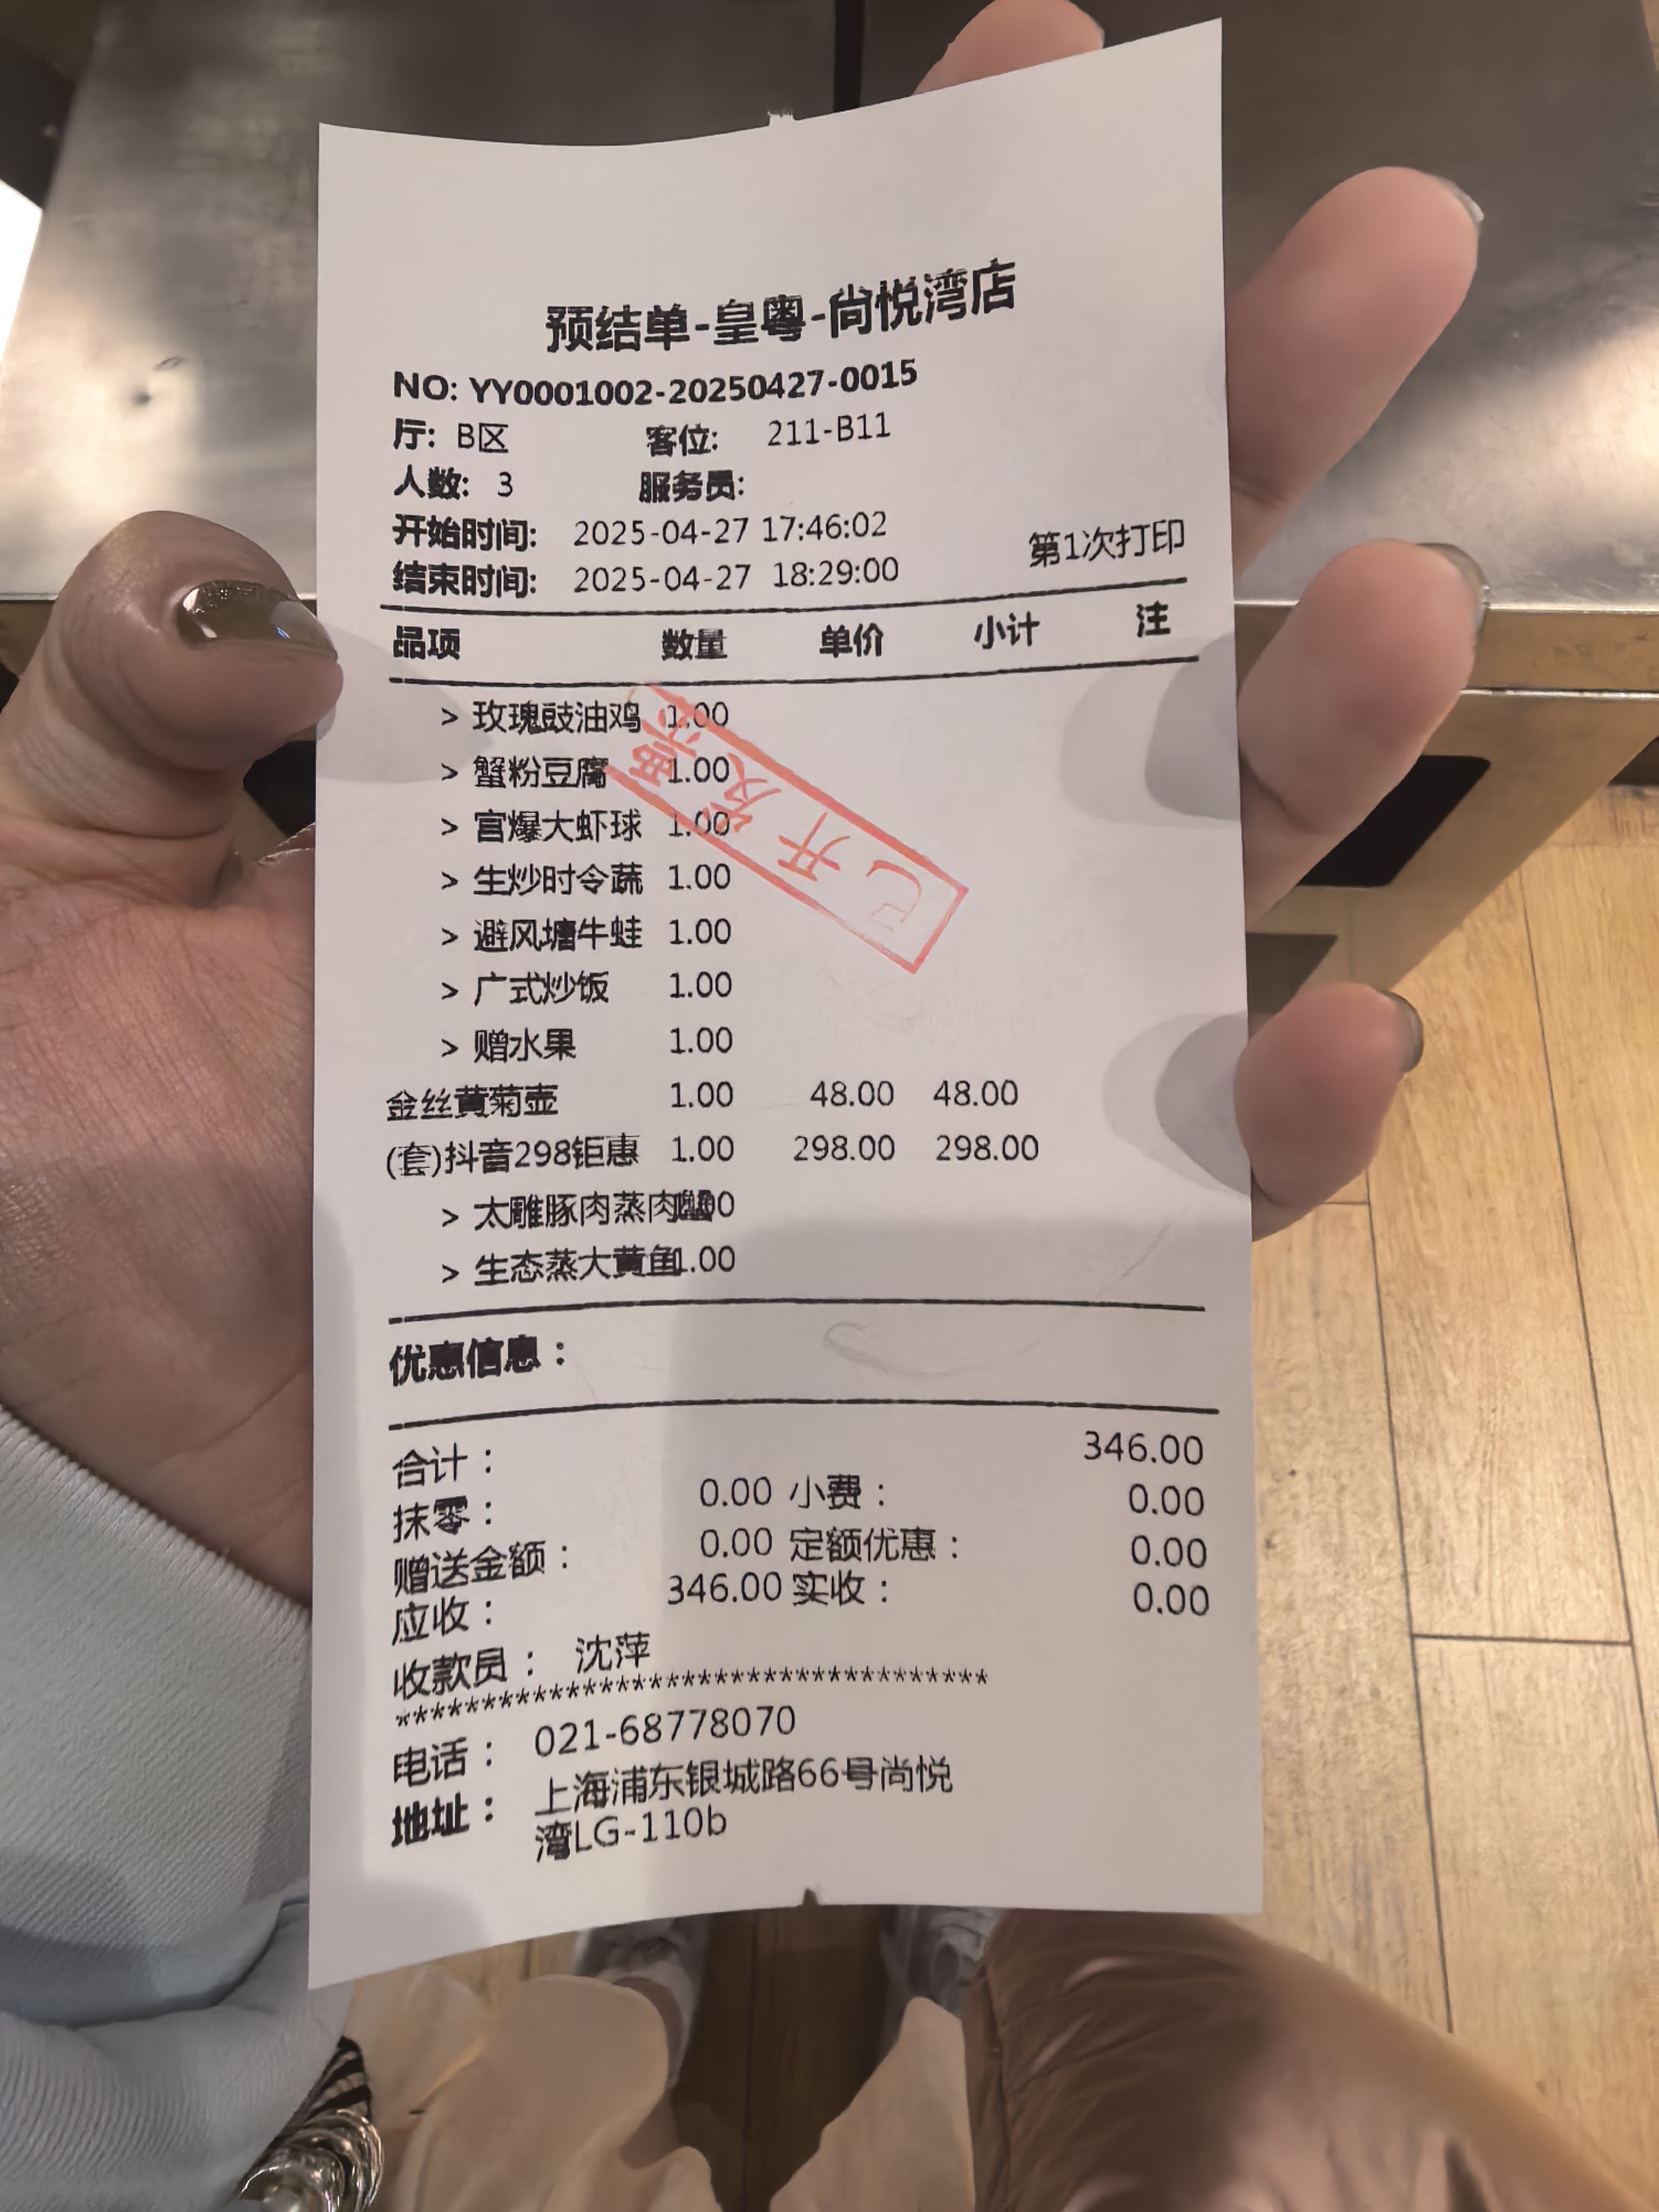 预结单-皇粤-尚悦湾店
NO: YY0001002-20250427-0015
厅: B区 客位: 211-B11
人数: 3 服务员:
开始时间: 2025-04-27 17:46:02
第1次打印
结束时间: 2025-04-27 18:29:00
品项 数量 单价 小计 注
> 玫瑰豉油鸡 1.00
> 蟹粉豆腐 1.00
> 宫爆大虾球 1.00
> 生炒时令蔬 1.00
> 避风塘牛蛙 1.00
> 广式炒饭 1.00
> 赠水果 1.00
已开发票
金丝黄菊壶 1.00 48.00 48.00
(套)抖音298钜惠 1.00 298.00 298.00
> 太雕豚肉蒸肉
> 生态蒸大黄鱼 1.00
优惠信息：
合计： 346.00
抹零： 0.00 小费： 0.00
赠送金额： 0.00 定额优惠： 0.00
应收： 346.00 实收： 0.00
收款员： 沈萍
***********************************
电话： 021-68778070
地址： 上海浦东银城路66号尚悦
湾LG-110b